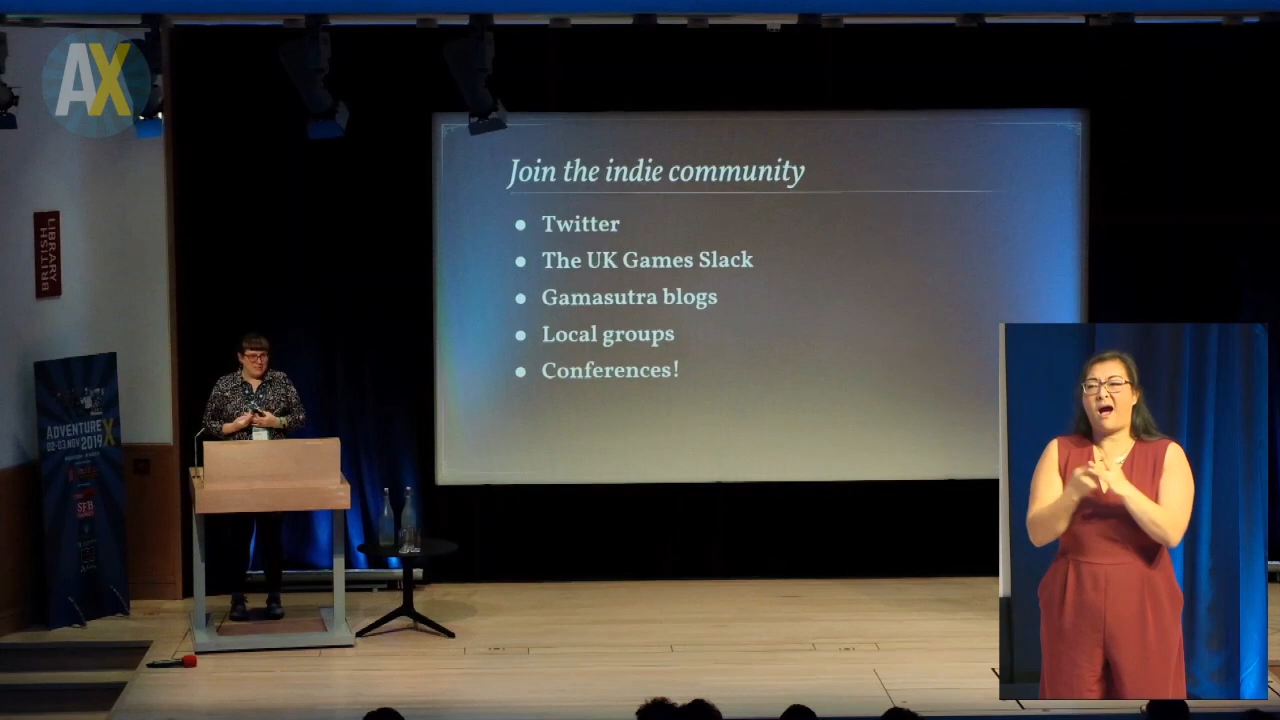 AX
Join the indie community
● Twitter
● The UK Games Slack
● Gamasutra blogs
● Local groups
● Conferences!
BRITISH
LIBRARY
ADVENTURE X
02-03.NOV 2019
SFB